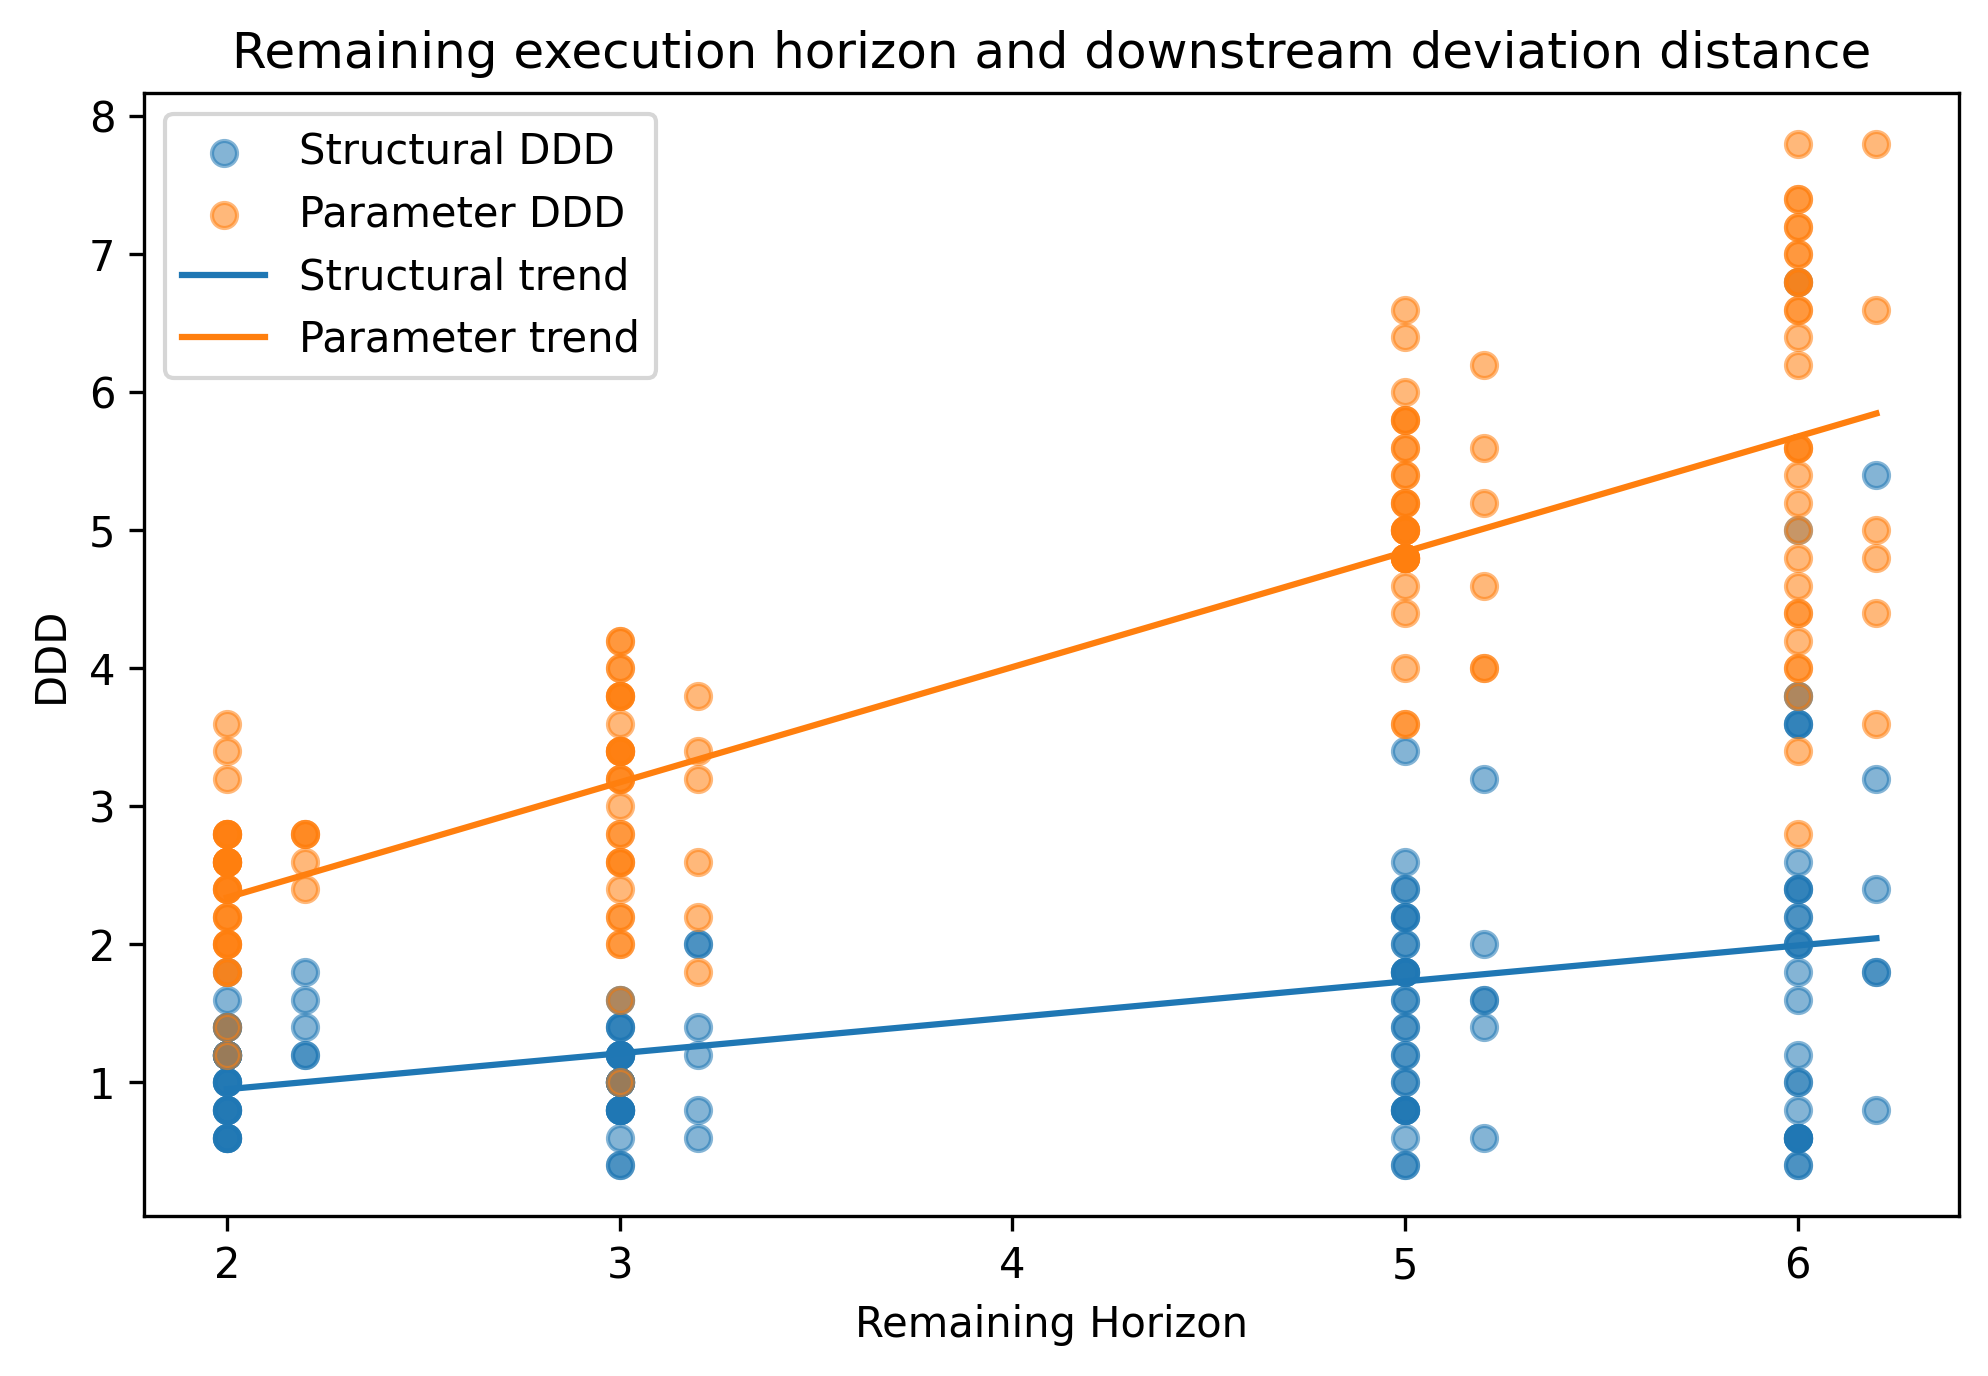 Remaining execution horizon and downstream deviation distance
Structural DDD
Parameter DDD
Structural trend
Parameter trend
8
7
6
5
4
3
2
1
DDD
2 3 4 5 6
Remaining Horizon